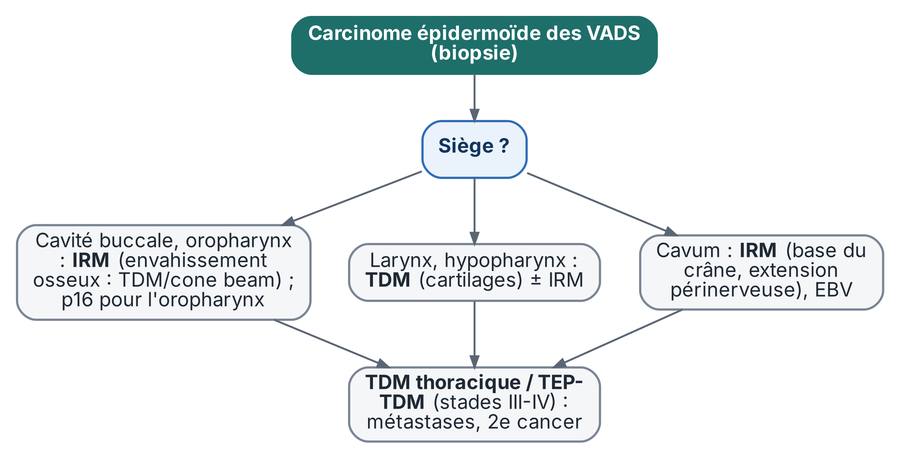 Carcinome épidermoïde des VADS
(biopsie)
Siège ?
Cavité buccale, oropharynx
: IRM (envahissement
osseux : TDM/cone beam) ;
p16 pour l'oropharynx
Larynx, hypopharynx :
TDM (cartilages) ± IRM
Cavum : IRM (base du
crâne, extension
périnerveuse), EBV
TDM thoracique / TEP-
TDM (stades III-IV) :
métastases, 2e cancer